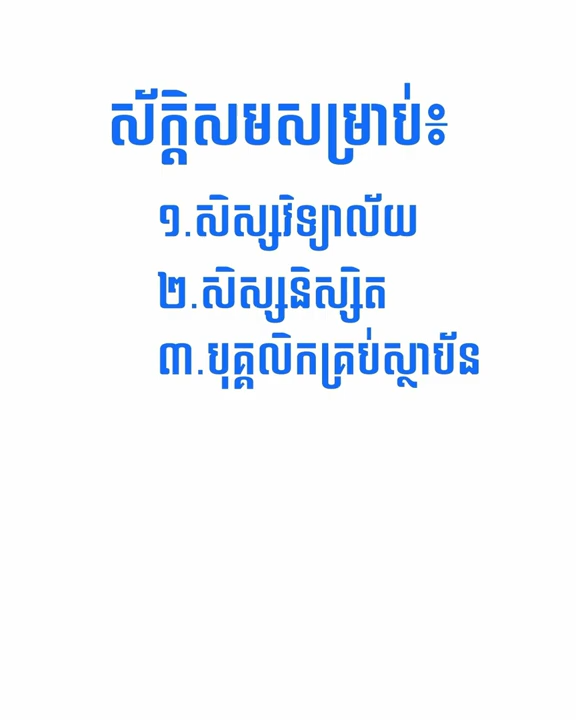 ស័ក្តិសមសម្រាប់៖
១.សិស្សវិទ្យាល័យ
២.សិស្សនិស្សិត
៣.បុគ្គលិកគ្រប់ស្ថាប័ន